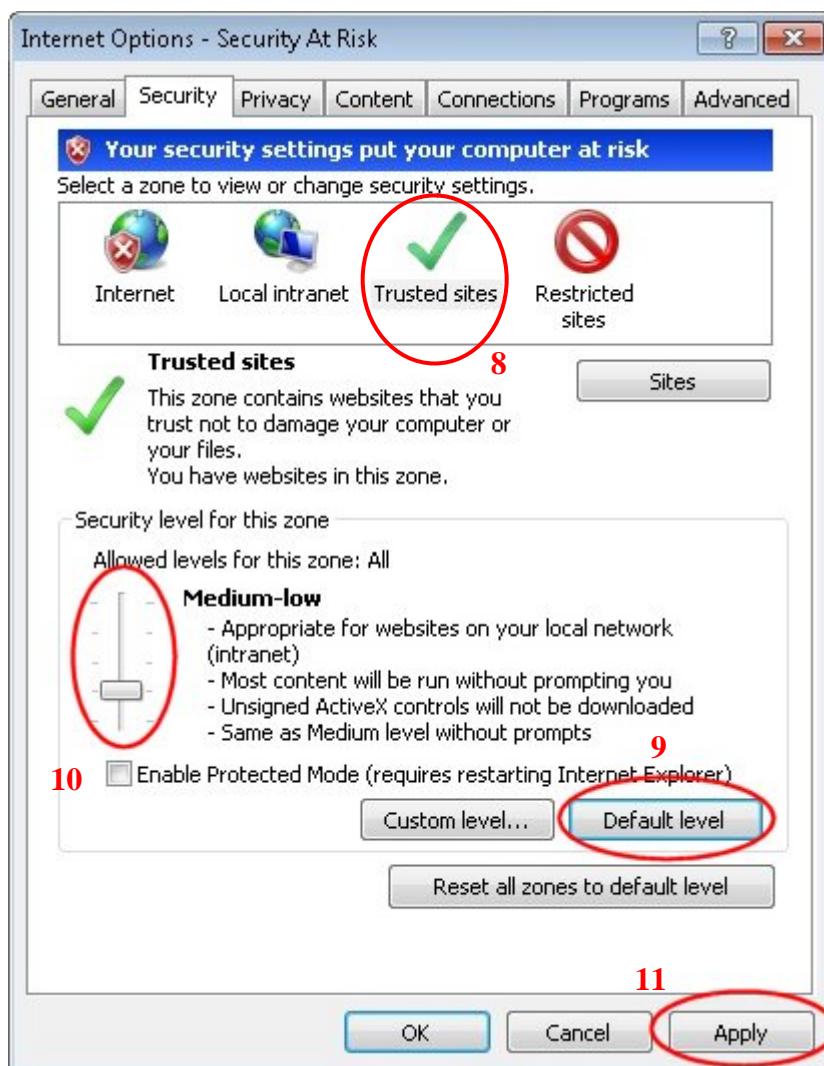 Internet Options - Security At Risk
General Security Privacy Content Connections Programs Advanced
Your security settings put your computer at risk
Select a zone to view or change security settings.
Internet Local intranet Trusted sites Restricted
sites
8
Trusted sites
Sites
This zone contains websites that you
trust not to damage your computer or
your files.
You have websites in this zone.
Security level for this zone
Allowed levels for this zone: All
Medium-low
- Appropriate for websites on your local network
(intranet)
- Most content will be run without prompting you
- Unsigned ActiveX controls will not be downloaded
- Same as Medium level without prompts
9
10 Enable Protected Mode (requires restarting Internet Explorer)
Custom level... Default level
Reset all zones to default level
11
OK Cancel Apply